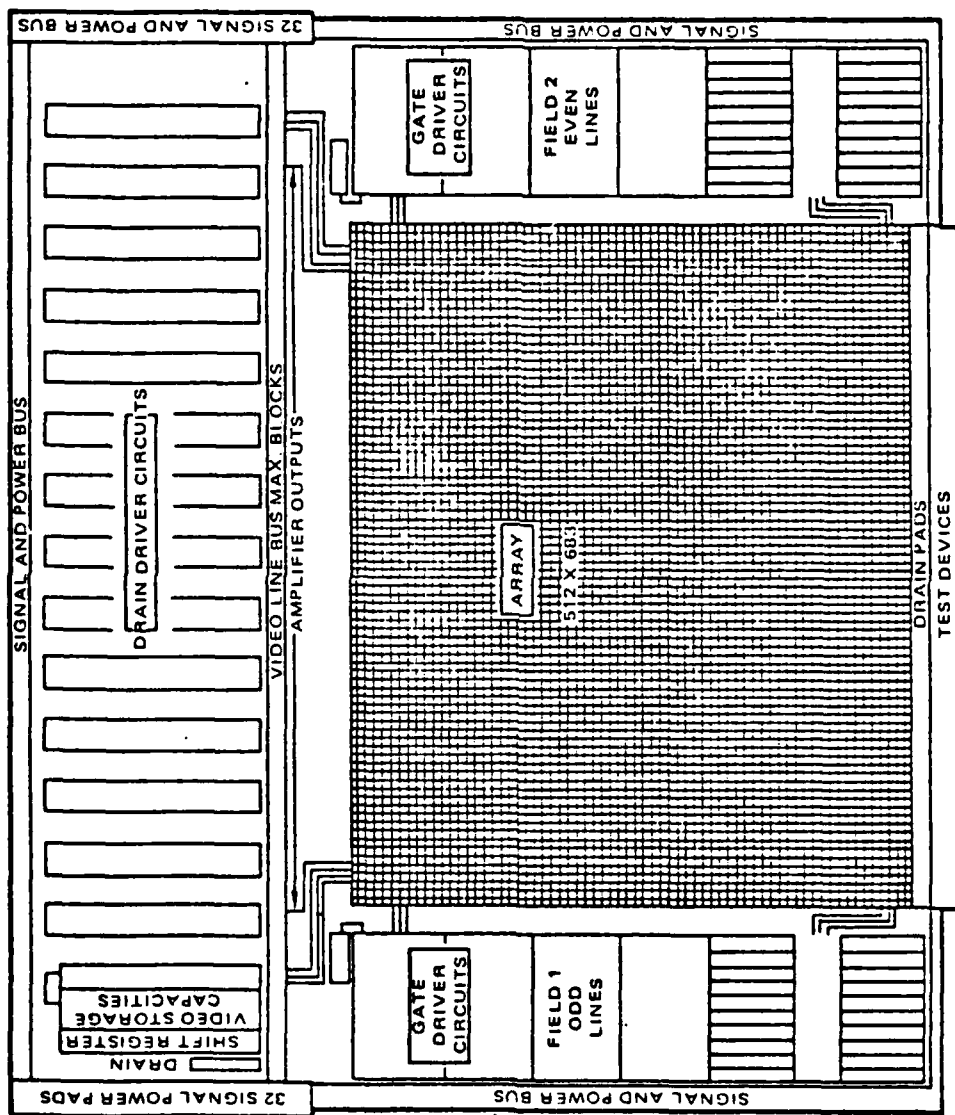 32 SIGNAL AND POWER BUS
SIGNAL AND POWER BUS
SIGNAL AND POWER BUS
DRAIN DRIVER CIRCUITS
VIDEO LINE BUS MAX. BLOCKS
AMPLIFIER OUTPUTS
GATE
DRIVER
CIRCUITS
FIELD 2
EVEN
LINES
ARRAY
512 X 683
DRAIN PADS
TEST DEVICES
GATE
DRIVER
CIRCUITS
FIELD 1
ODD
LINES
VIDEO STORAGE
CAPACITIES
SHIFT REGISTER
DRAIN
32 SIGNAL POWER PADS
SIGNAL AND POWER BUS